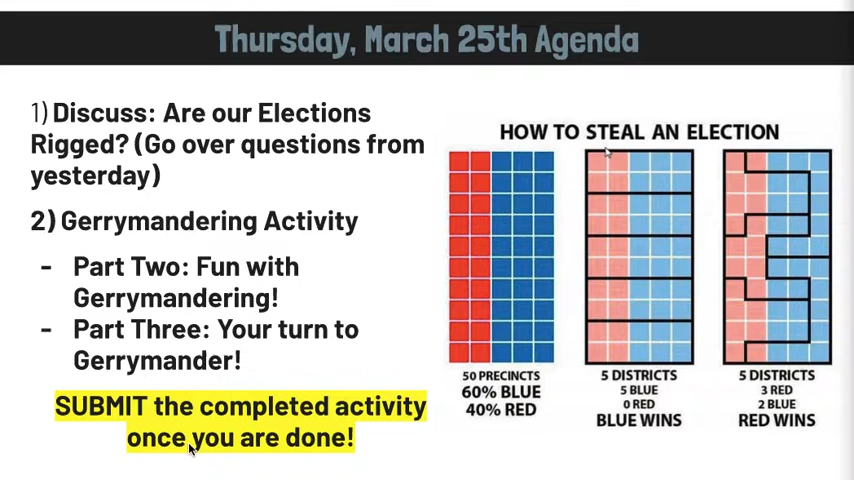 Thursday, March 25th Agenda
1) Discuss: Are our Elections
Rigged? (Go over questions from
yesterday)
2) Gerrymandering Activity
- Part Two: Fun with
Gerrymandering!
- Part Three: Your turn to
Gerrymander!
SUBMIT the completed activity
once you are done!
HOW TO STEAL AN ELECTION
50 PRECINCTS
60% BLUE
40% RED
5 DISTRICTS
5 BLUE
0 RED
BLUE WINS
5 DISTRICTS
3 RED
2 BLUE
RED WINS